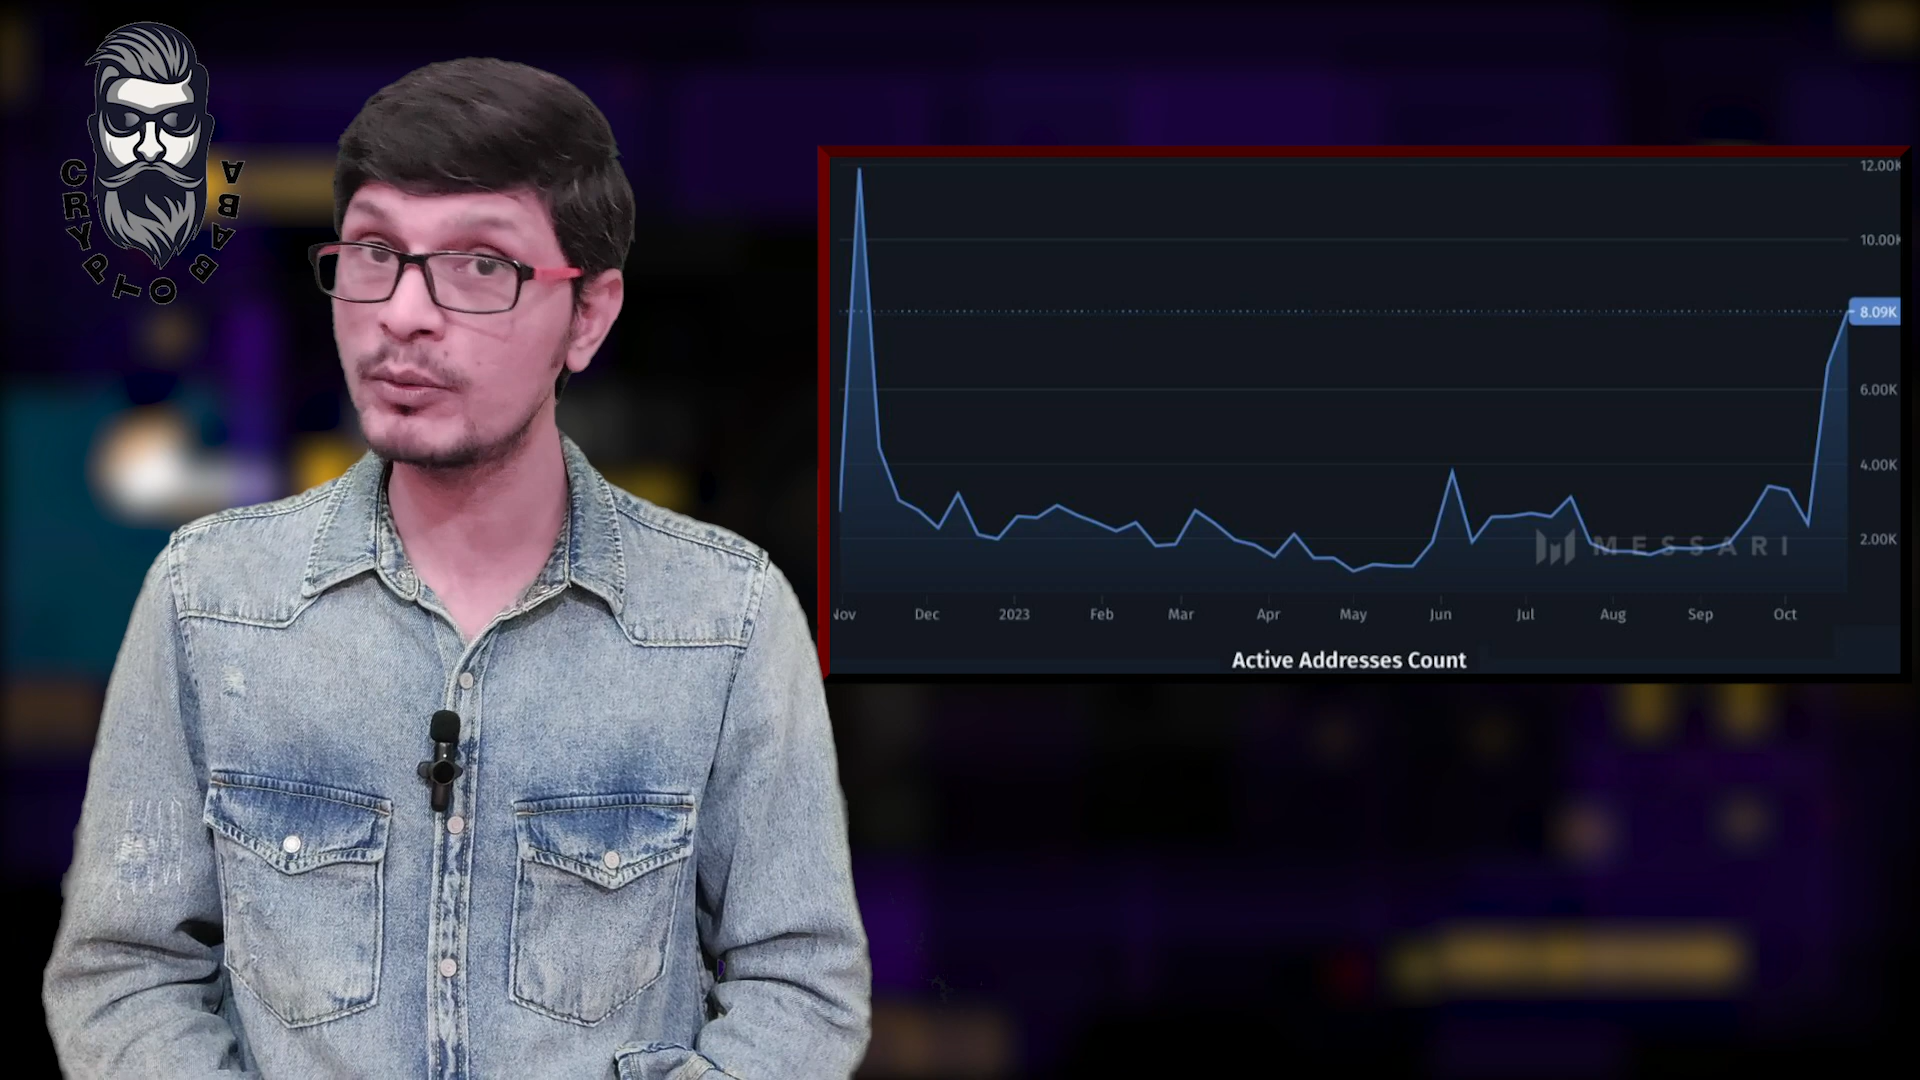 CRYPTO BABA
12.00K
10.00K
8.09K
6.00K
4.00K
2.00K
MESSARI
Nov Dec 2023 Feb Mar Apr May Jun Jul Aug Sep Oct
Active Addresses Count